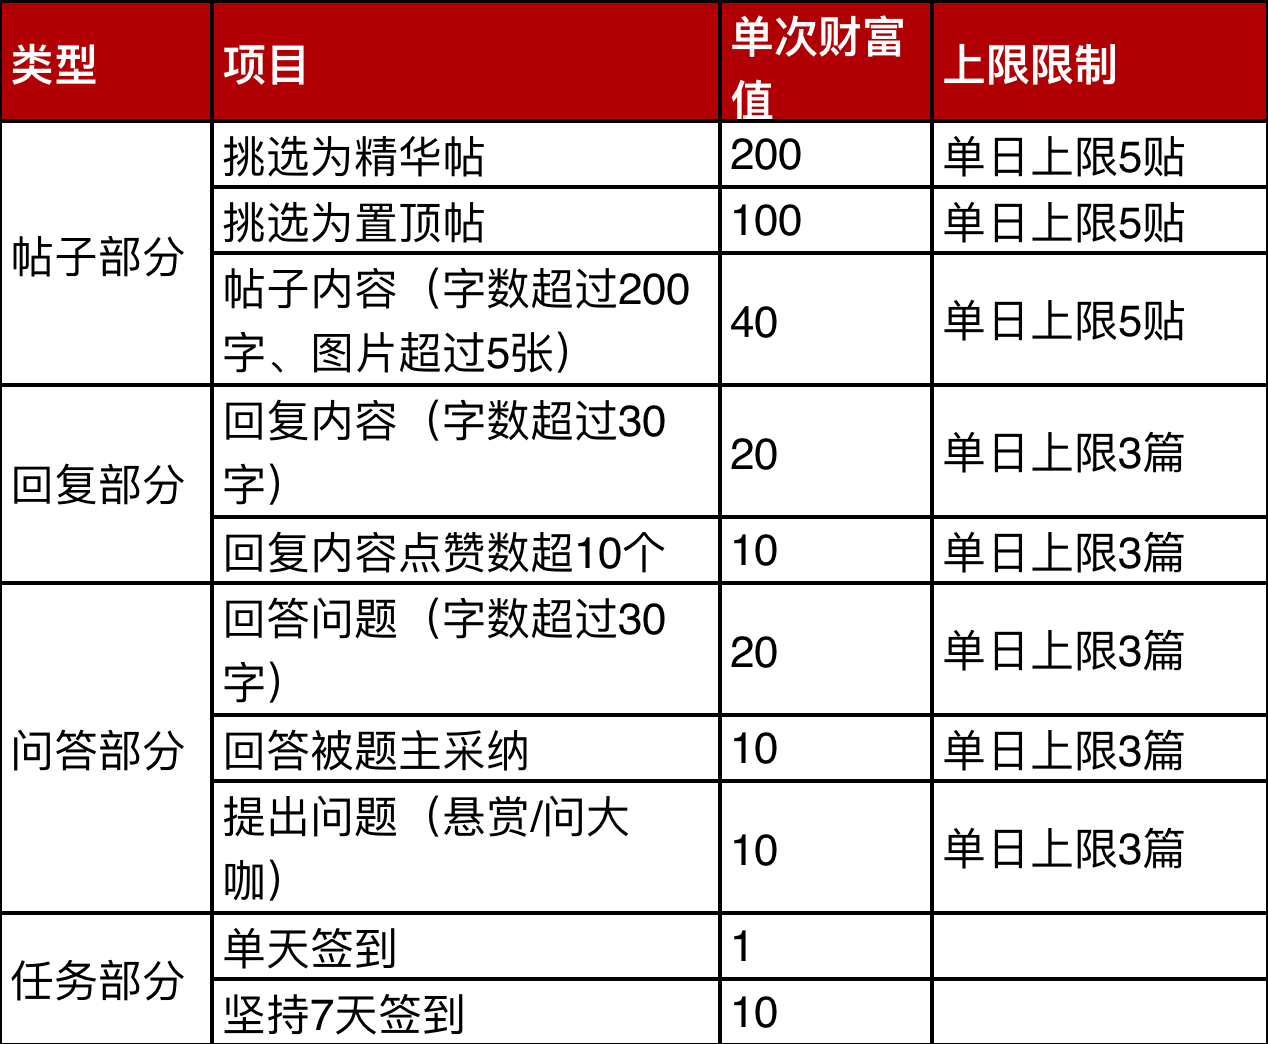 类型
项目
单次财富
值
上限限制
帖子部分
挑选为精华帖
200
单日上限5贴
挑选为置顶帖
100
单日上限5贴
帖子内容（字数超过200
字、图片超过5张）
40
单日上限5贴
回复部分
回复内容（字数超过30
字）
20
单日上限3篇
回复内容点赞数超10个
10
单日上限3篇
问答部分
回答问题（字数超过30
字）
20
单日上限3篇
回答被题主采纳
10
单日上限3篇
提出问题（悬赏/问大
咖）
10
单日上限3篇
任务部分
单天签到
1
坚持7天签到
10